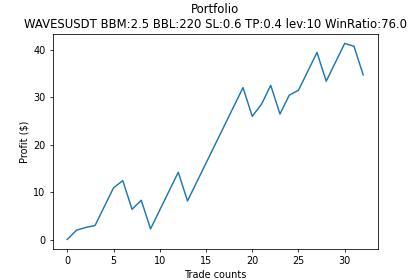 Portfolio
WAVESUSDT BBM:2.5 BBL:220 SL:0.6 TP:0.4 lev:10 WinRatio:76.0
40
30
20
10
0
Profit ($)
0 5 10 15 20 25 30
Trade counts